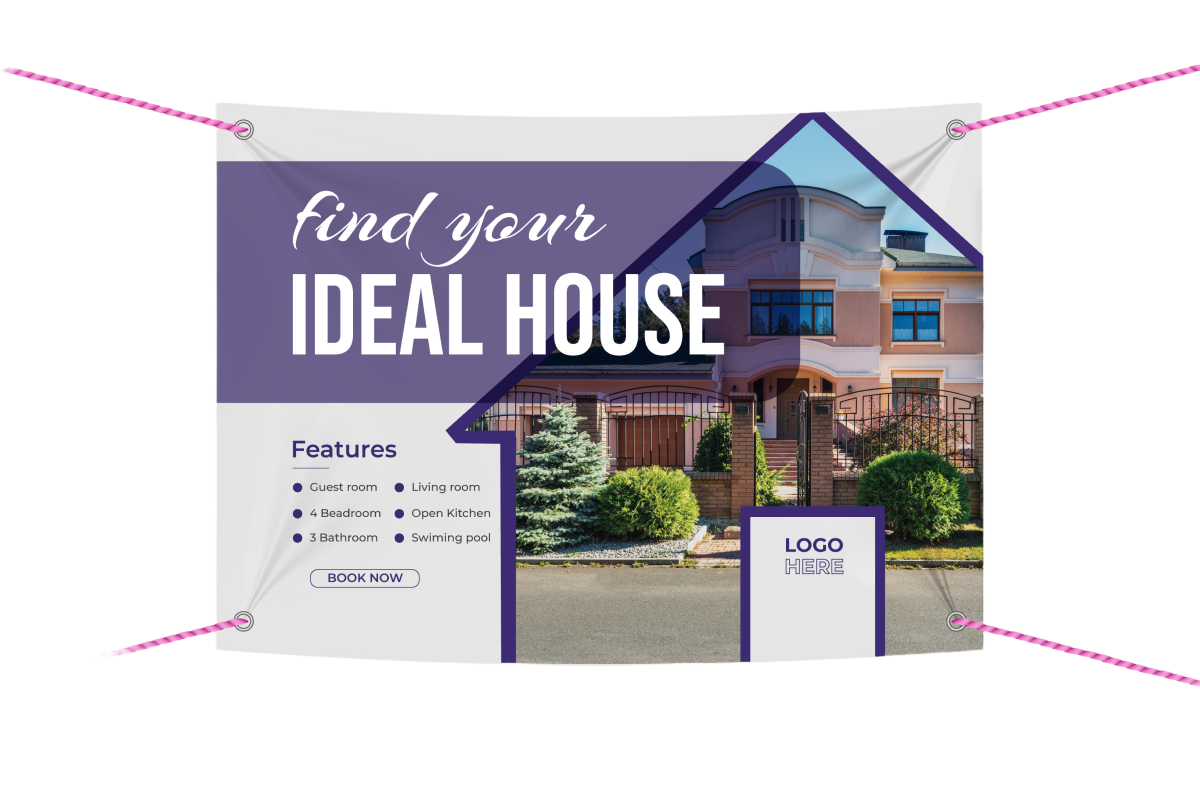 find your
IDEAL HOUSE
Features
Guest room
Living room
4 Beadroom
Open Kitchen
3 Bathroom
Swiming pool
BOOK NOW
LOGO
HERE